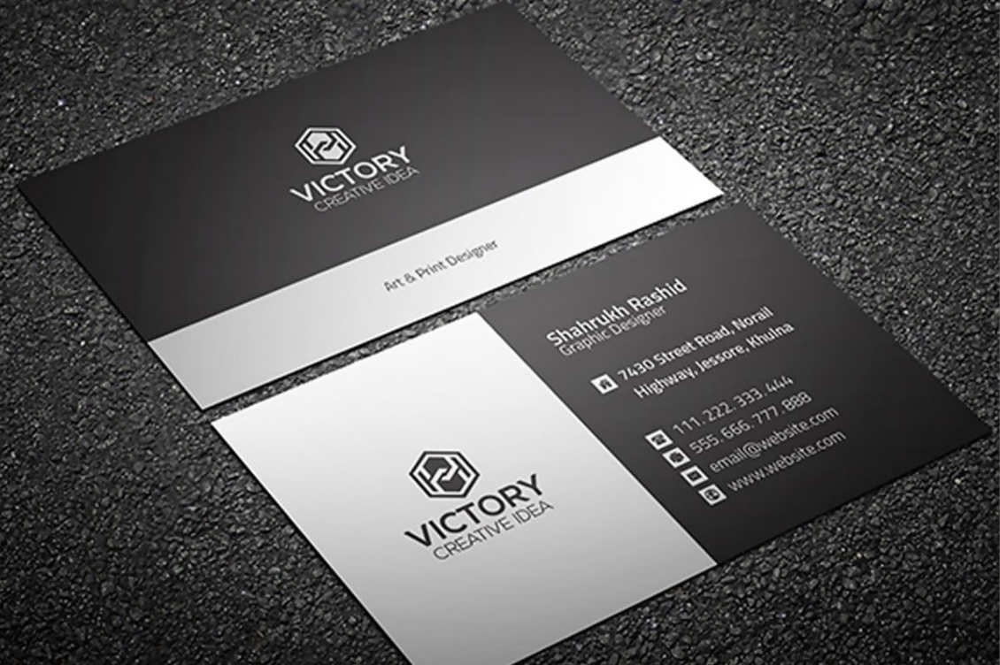 VICTORY
CREATIVE IDEA
Art & Print Designer
Shahrukh Rashid
Graphic Designer
7430 Street Road, Norail
Highway, Jessore, Khulna
111. 222. 333. 444
555. 666. 777. 888
email@website.com
www.website.com
VICTORY
CREATIVE IDEA